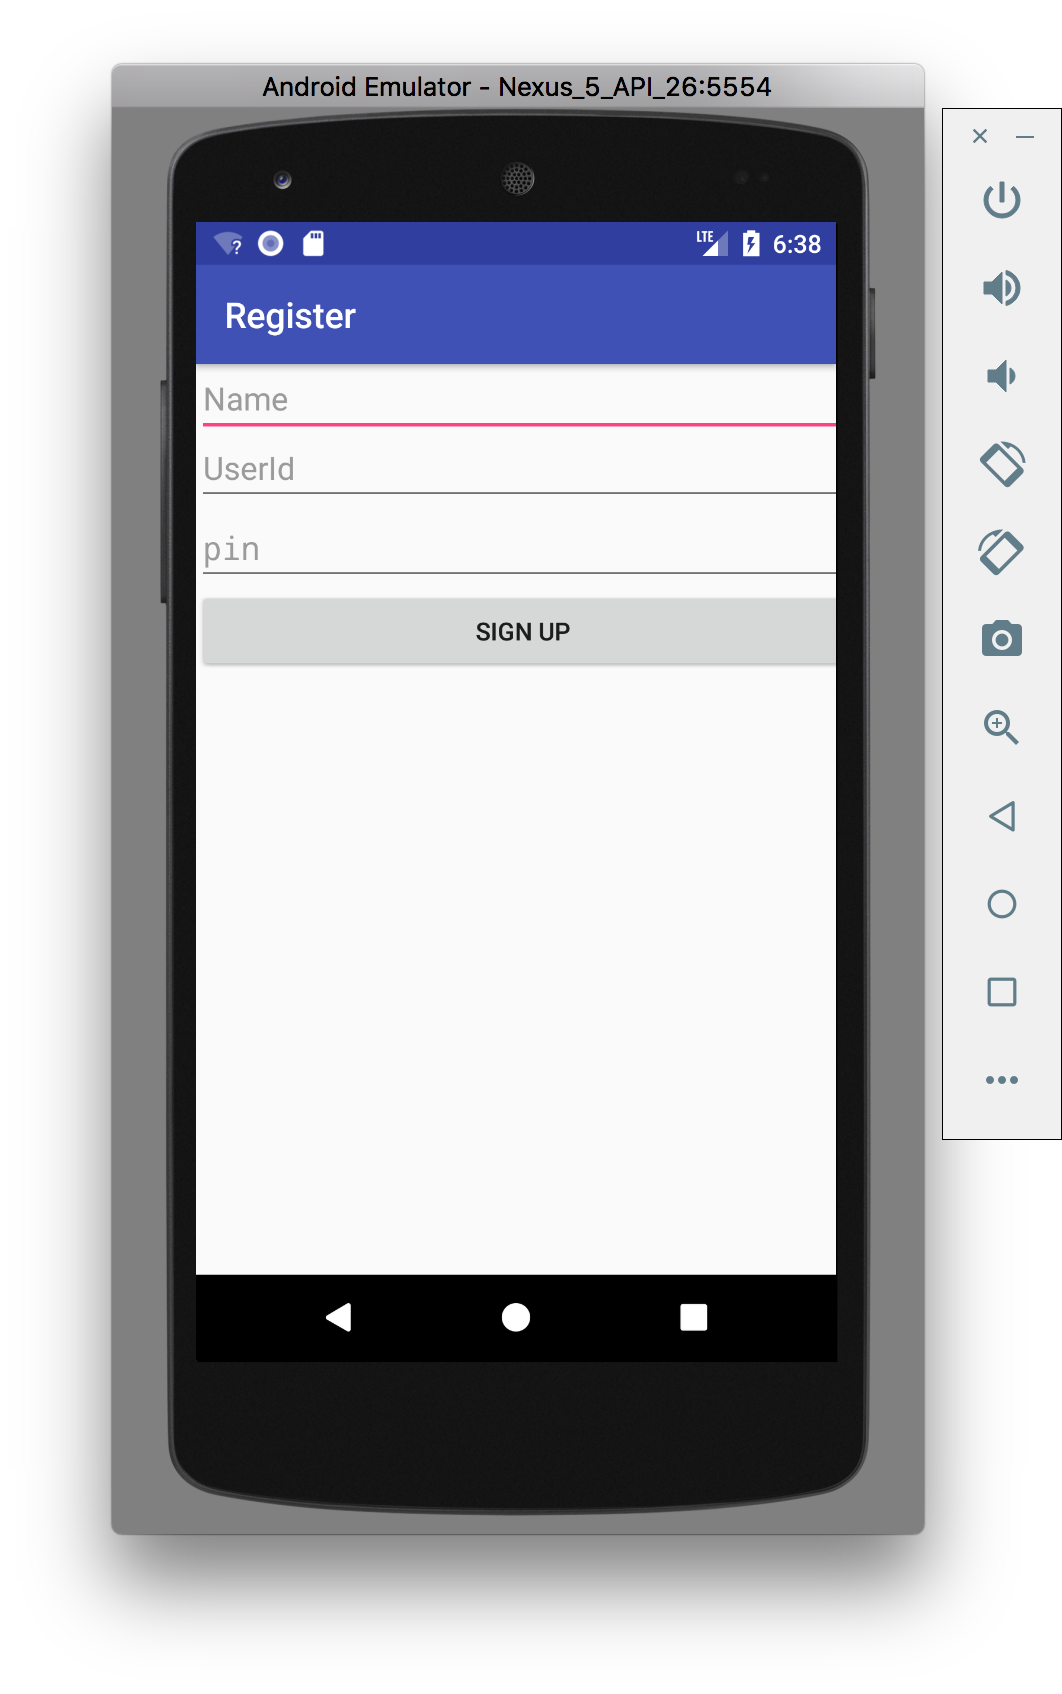 Android Emulator - Nexus_5_API_26:5554
? LTE 6:38
Register
Name
UserId
pin
SIGN UP